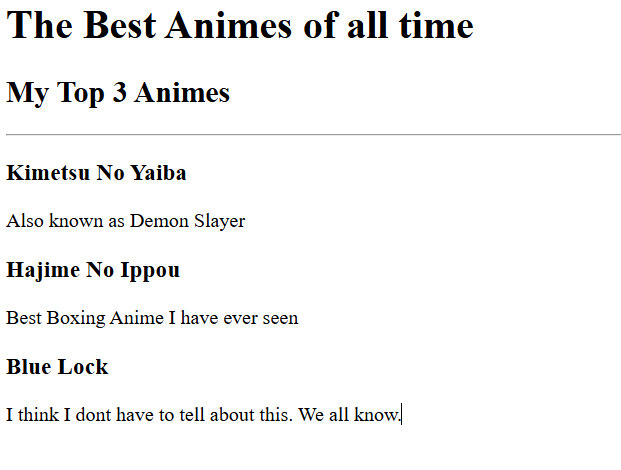 The Best Animes of all time
My Top 3 Animes
Kimetsu No Yaiba
Also known as Demon Slayer
Hajime No Ippou
Best Boxing Anime I have ever seen
Blue Lock
I think I dont have to tell about this. We all know.